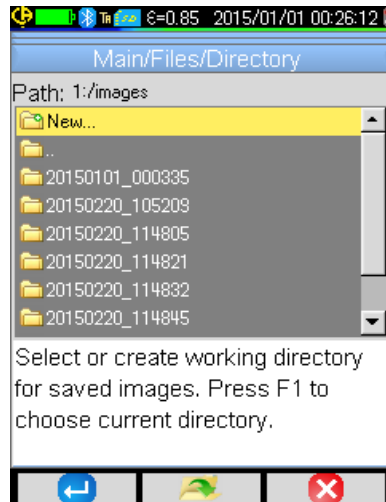 ε=0.85 2015/01/01 00:26:12
Main/Files/Directory
Path: 1:/images
New...
..
20150101_000335
20150220_105209
20150220_114805
20150220_114821
20150220_114832
20150220_114845
Select or create working directory
for saved images. Press F1 to
choose current directory.